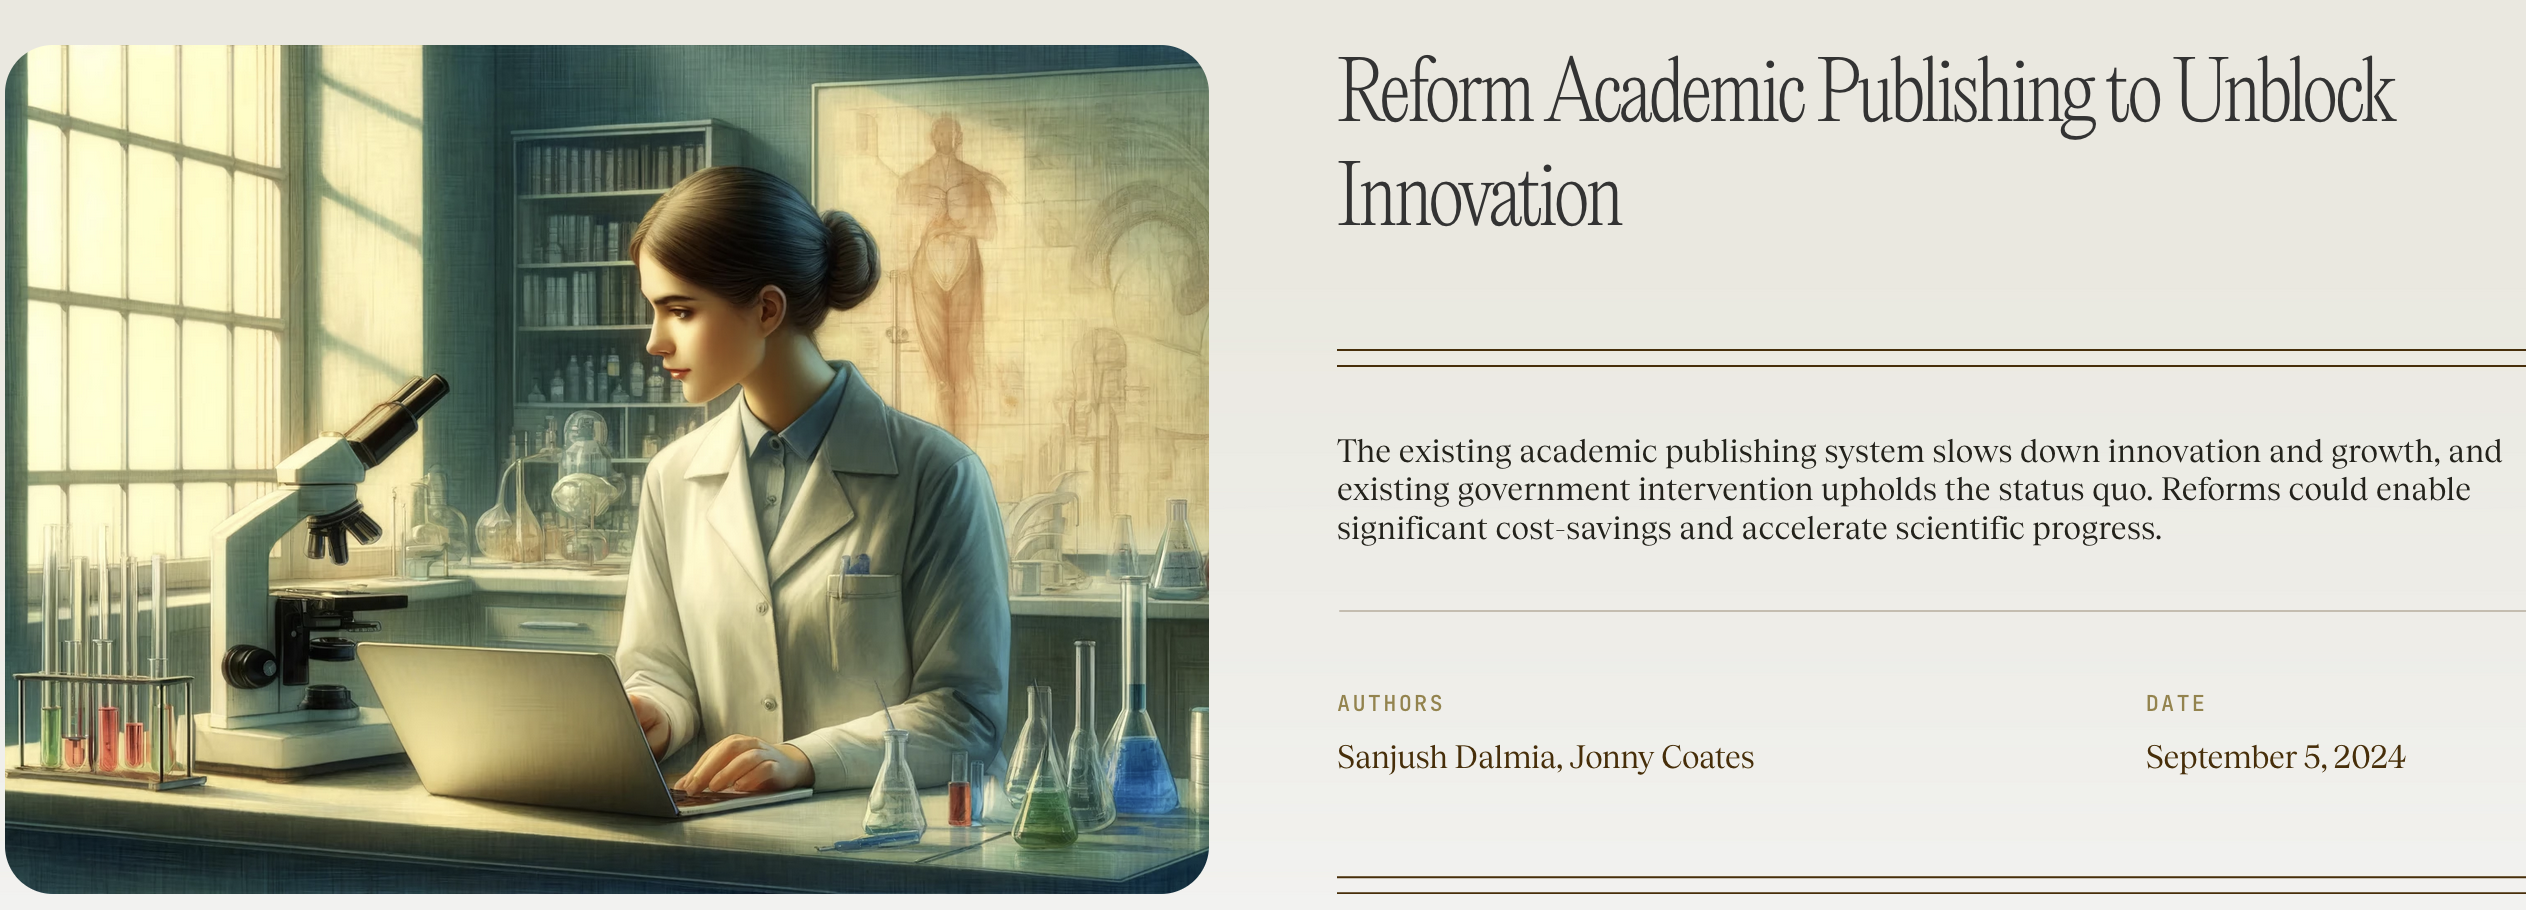 Reform Academic Publishing to Unblock
Innovation
The existing academic publishing system slows down innovation and growth, and
existing government intervention upholds the status quo. Reforms could enable
significant cost-savings and accelerate scientific progress.
AUTHORS
DATE
Sanjush Dalmia, Jonny Coates
September 5, 2024